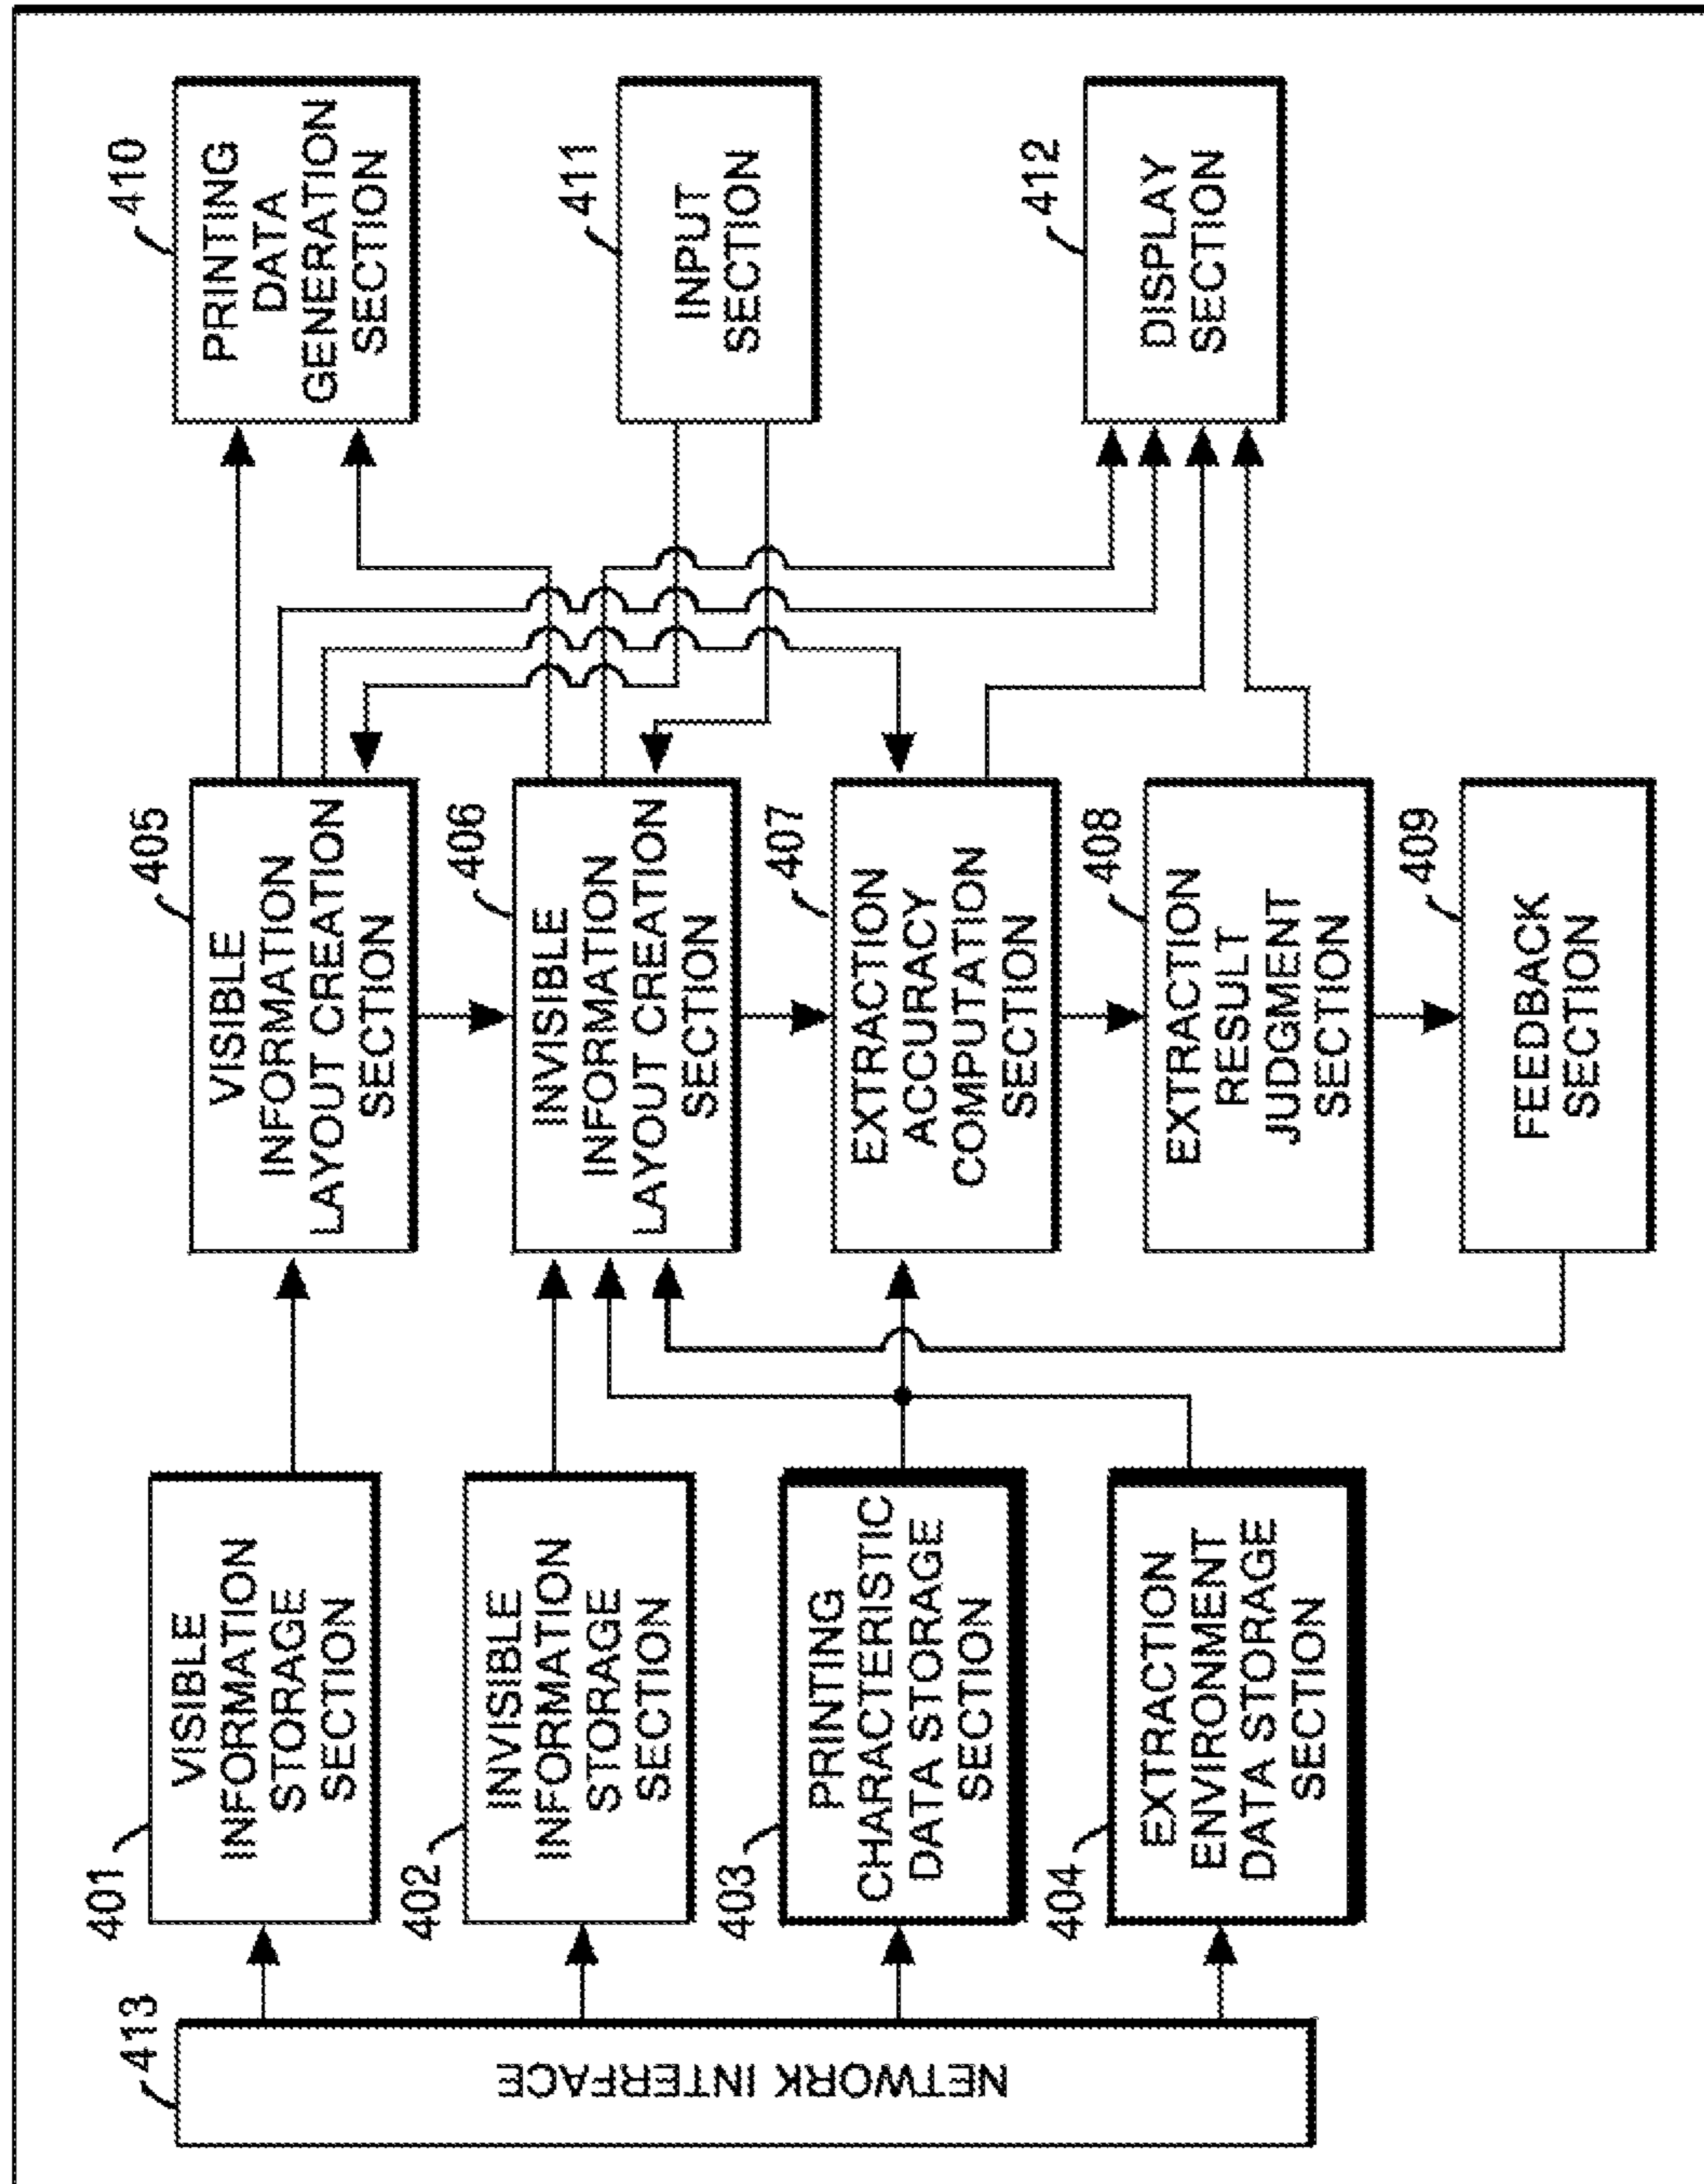 413
NETWORK INTERFACE
401
VISIBLE
INFORMATION
STORAGE
SECTION
402
INVISIBLE
INFORMATION
STORAGE
SECTION
403
PRINTING
CHARACTERISTIC
DATA STORAGE
SECTION
404
EXTRACTION
ENVIRONMENT
DATA STORAGE
SECTION
405
VISIBLE
INFORMATION
LAYOUT CREATION
SECTION
406
INVISIBLE
INFORMATION
LAYOUT CREATION
SECTION
407
EXTRACTION
ACCURACY
COMPUTATION
SECTION
408
EXTRACTION
RESULT
JUDGMENT
SECTION
409
FEEDBACK
SECTION
410
PRINTING
DATA
GENERATION
SECTION
411
INPUT
SECTION
412
DISPLAY
SECTION